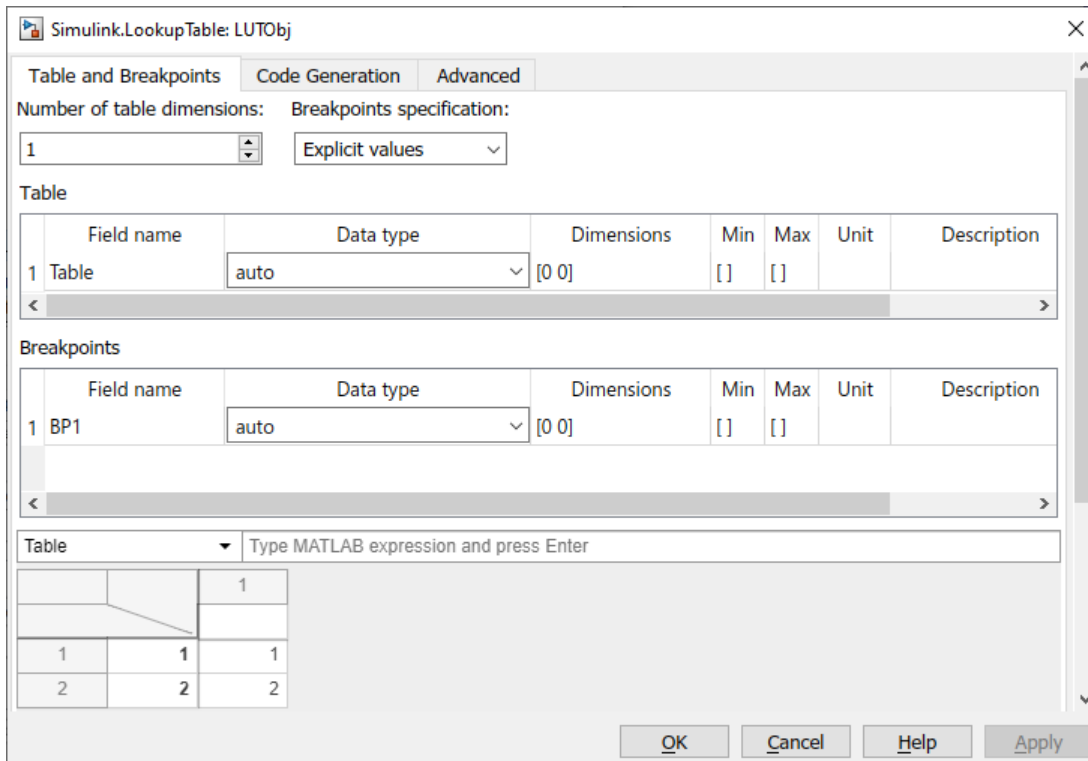 Simulink.LookupTable: LUTObj
Table and Breakpoints Code Generation Advanced
Number of table dimensions: Breakpoints specification:
1 Explicit values
Table
Field name Data type Dimensions Min Max Unit Description
1 Table auto [0 0] [ ] [ ]
Breakpoints
Field name Data type Dimensions Min Max Unit Description
1 BP1 auto [0 0] [ ] [ ]
Table Type MATLAB expression and press Enter
1
1 1 1
2 2 2
OK Cancel Help Apply